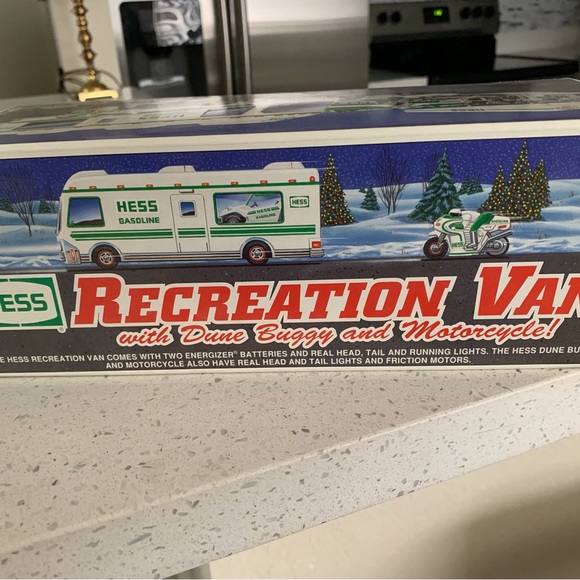 HESS
GASOLINE
HESS
GASOLINE
HESS
ESS
RECREATION VAN
with Dune Buggy and Motorcycle!
E HESS RECREATION VAN COMES WITH TWO ENERGIZER® BATTERIES AND REAL HEAD, TAIL AND RUNNING LIGHTS. THE HESS DUNE BU
AND MOTORCYCLE ALSO HAVE REAL HEAD AND TAIL LIGHTS AND FRICTION MOTORS.